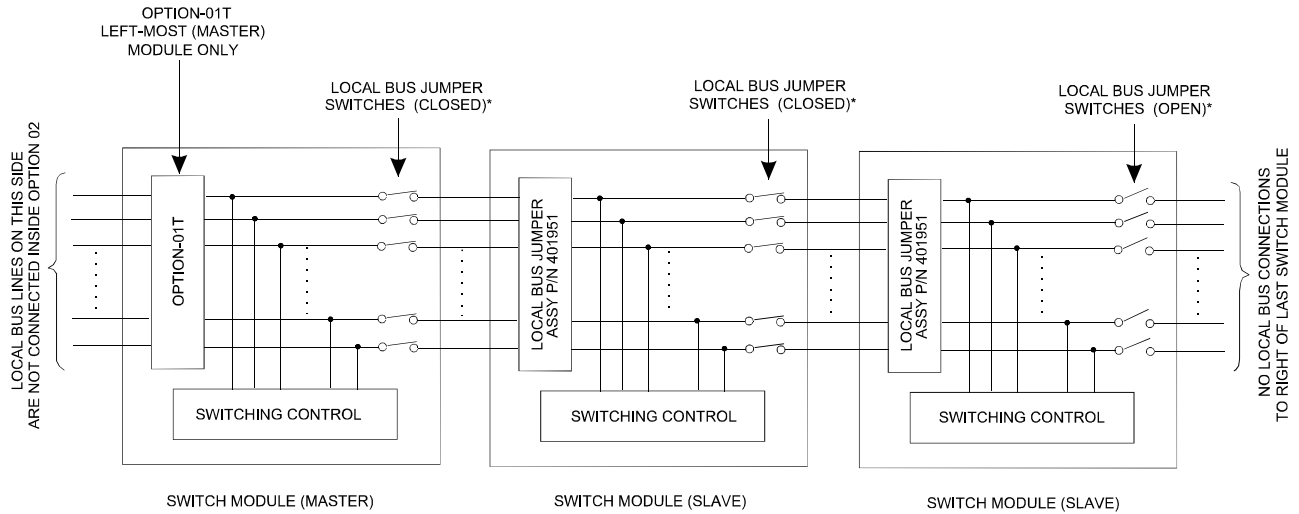 OPTION-01T
LEFT-MOST (MASTER)
MODULE ONLY
LOCAL BUS JUMPER
SWITCHES (CLOSED)*
LOCAL BUS JUMPER
SWITCHES (CLOSED)*
LOCAL BUS JUMPER
SWITCHES (OPEN)*
LOCAL BUS LINES ON THIS SIDE
ARE NOT CONNECTED INSIDE OPTION 02
OPTION-01T
LOCAL BUS JUMPER
ASSY P/N 401951
LOCAL BUS JUMPER
ASSY P/N 401951
NO LOCAL BUS CONNECTIONS
TO RIGHT OF LAST SWITCH MODULE
SWITCHING CONTROL
SWITCHING CONTROL
SWITCHING CONTROL
SWITCH MODULE (MASTER)
SWITCH MODULE (SLAVE)
SWITCH MODULE (SLAVE)